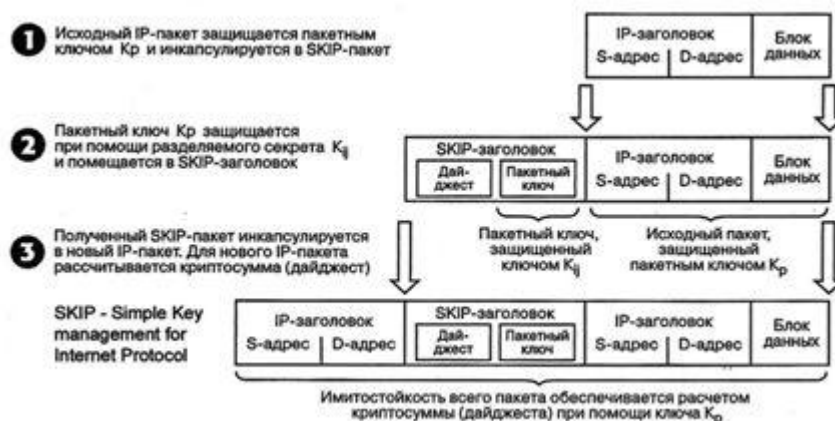 1 Исходный IP-пакет защищается пакетным
ключом Kp и инкапсулируется в SKIP-пакет
IP-заголовок
S-адрес | D-адрес
Блок
данных
2 Пакетный ключ Kp защищается
при помощи разделяемого секрета Kij
и помещается в SKIP-заголовок
SKIP-заголовок
Дай-
джест
Пакетный
ключ
IP-заголовок
S-адрес | D-адрес
Блок
данных
Пакетный ключ,
защищенный
ключом Kij
Исходный пакет,
защищенный
пакетным ключом Kp
3 Полученный SKIP-пакет инкапсулируется
в новый IP-пакет. Для нового IP-пакета
рассчитывается криптосумма (дайджест)
SKIP - Simple Key
management for
Internet Protocol
IP-заголовок
S-адрес | D-адрес
SKIP-заголовок
Дай-
джест
Пакетный
ключ
IP-заголовок
S-адрес | D-адрес
Блок
данных
Имитостойкость всего пакета обеспечивается расчетом
криптосуммы (дайджеста) при помощи ключа Kp